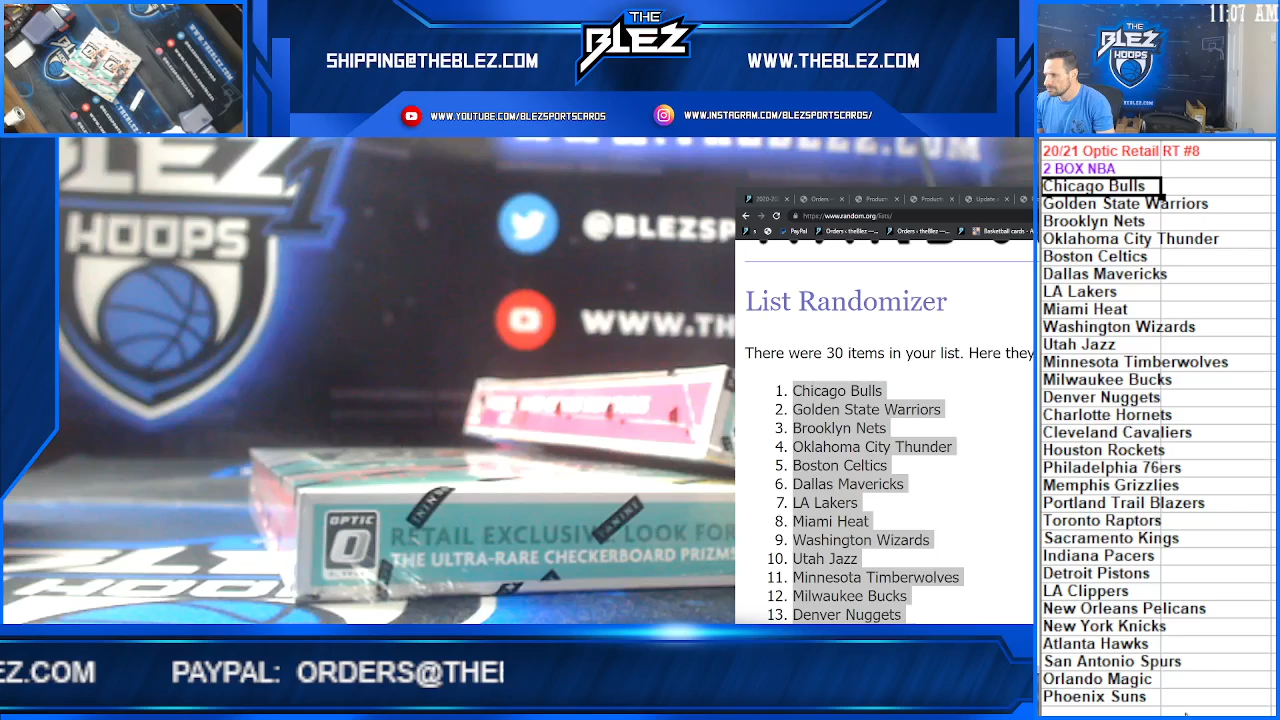 THE
BLEZ
SHIPPING@THEBLEZ.COM
WWW.THEBLEZ.COM
WWW.YOUTUBE.COM/BLEZSPORTSCARDS
WWW.INSTAGRAM.COM/BLEZSPORTSCARDS/
11:07 AM
THE
BLEZ
HOOPS
20/21 Optic Retail RT #8
2 BOX NBA
Chicago Bulls
Golden State Warriors
Brooklyn Nets
Oklahoma City Thunder
Boston Celtics
Dallas Mavericks
LA Lakers
Miami Heat
Washington Wizards
Utah Jazz
Minnesota Timberwolves
Milwaukee Bucks
Denver Nuggets
Charlotte Hornets
Cleveland Cavaliers
Houston Rockets
Philadelphia 76ers
Memphis Grizzlies
Portland Trail Blazers
Toronto Raptors
Sacramento Kings
Indiana Pacers
Detroit Pistons
LA Clippers
New Orleans Pelicans
New York Knicks
Atlanta Hawks
San Antonio Spurs
Orlando Magic
Phoenix Suns
HOOPS
@BLEZSP
WWW.TH
OPTIC
RETAIL EXCLUSIVE LOOK FOR
THE ULTRA-RARE CHECKERBOARD PRIZMS
PANINI
https://www.random.org/lists/
PayPal
Orders ‹ theBlez —...
Orders ‹ theBlez —...
Basketball cards - A
List Randomizer
There were 30 items in your list. Here they
1. Chicago Bulls
2. Golden State Warriors
3. Brooklyn Nets
4. Oklahoma City Thunder
5. Boston Celtics
6. Dallas Mavericks
7. LA Lakers
8. Miami Heat
9. Washington Wizards
10. Utah Jazz
11. Minnesota Timberwolves
12. Milwaukee Bucks
13. Denver Nuggets
EZ.COM
PAYPAL: ORDERS@THE